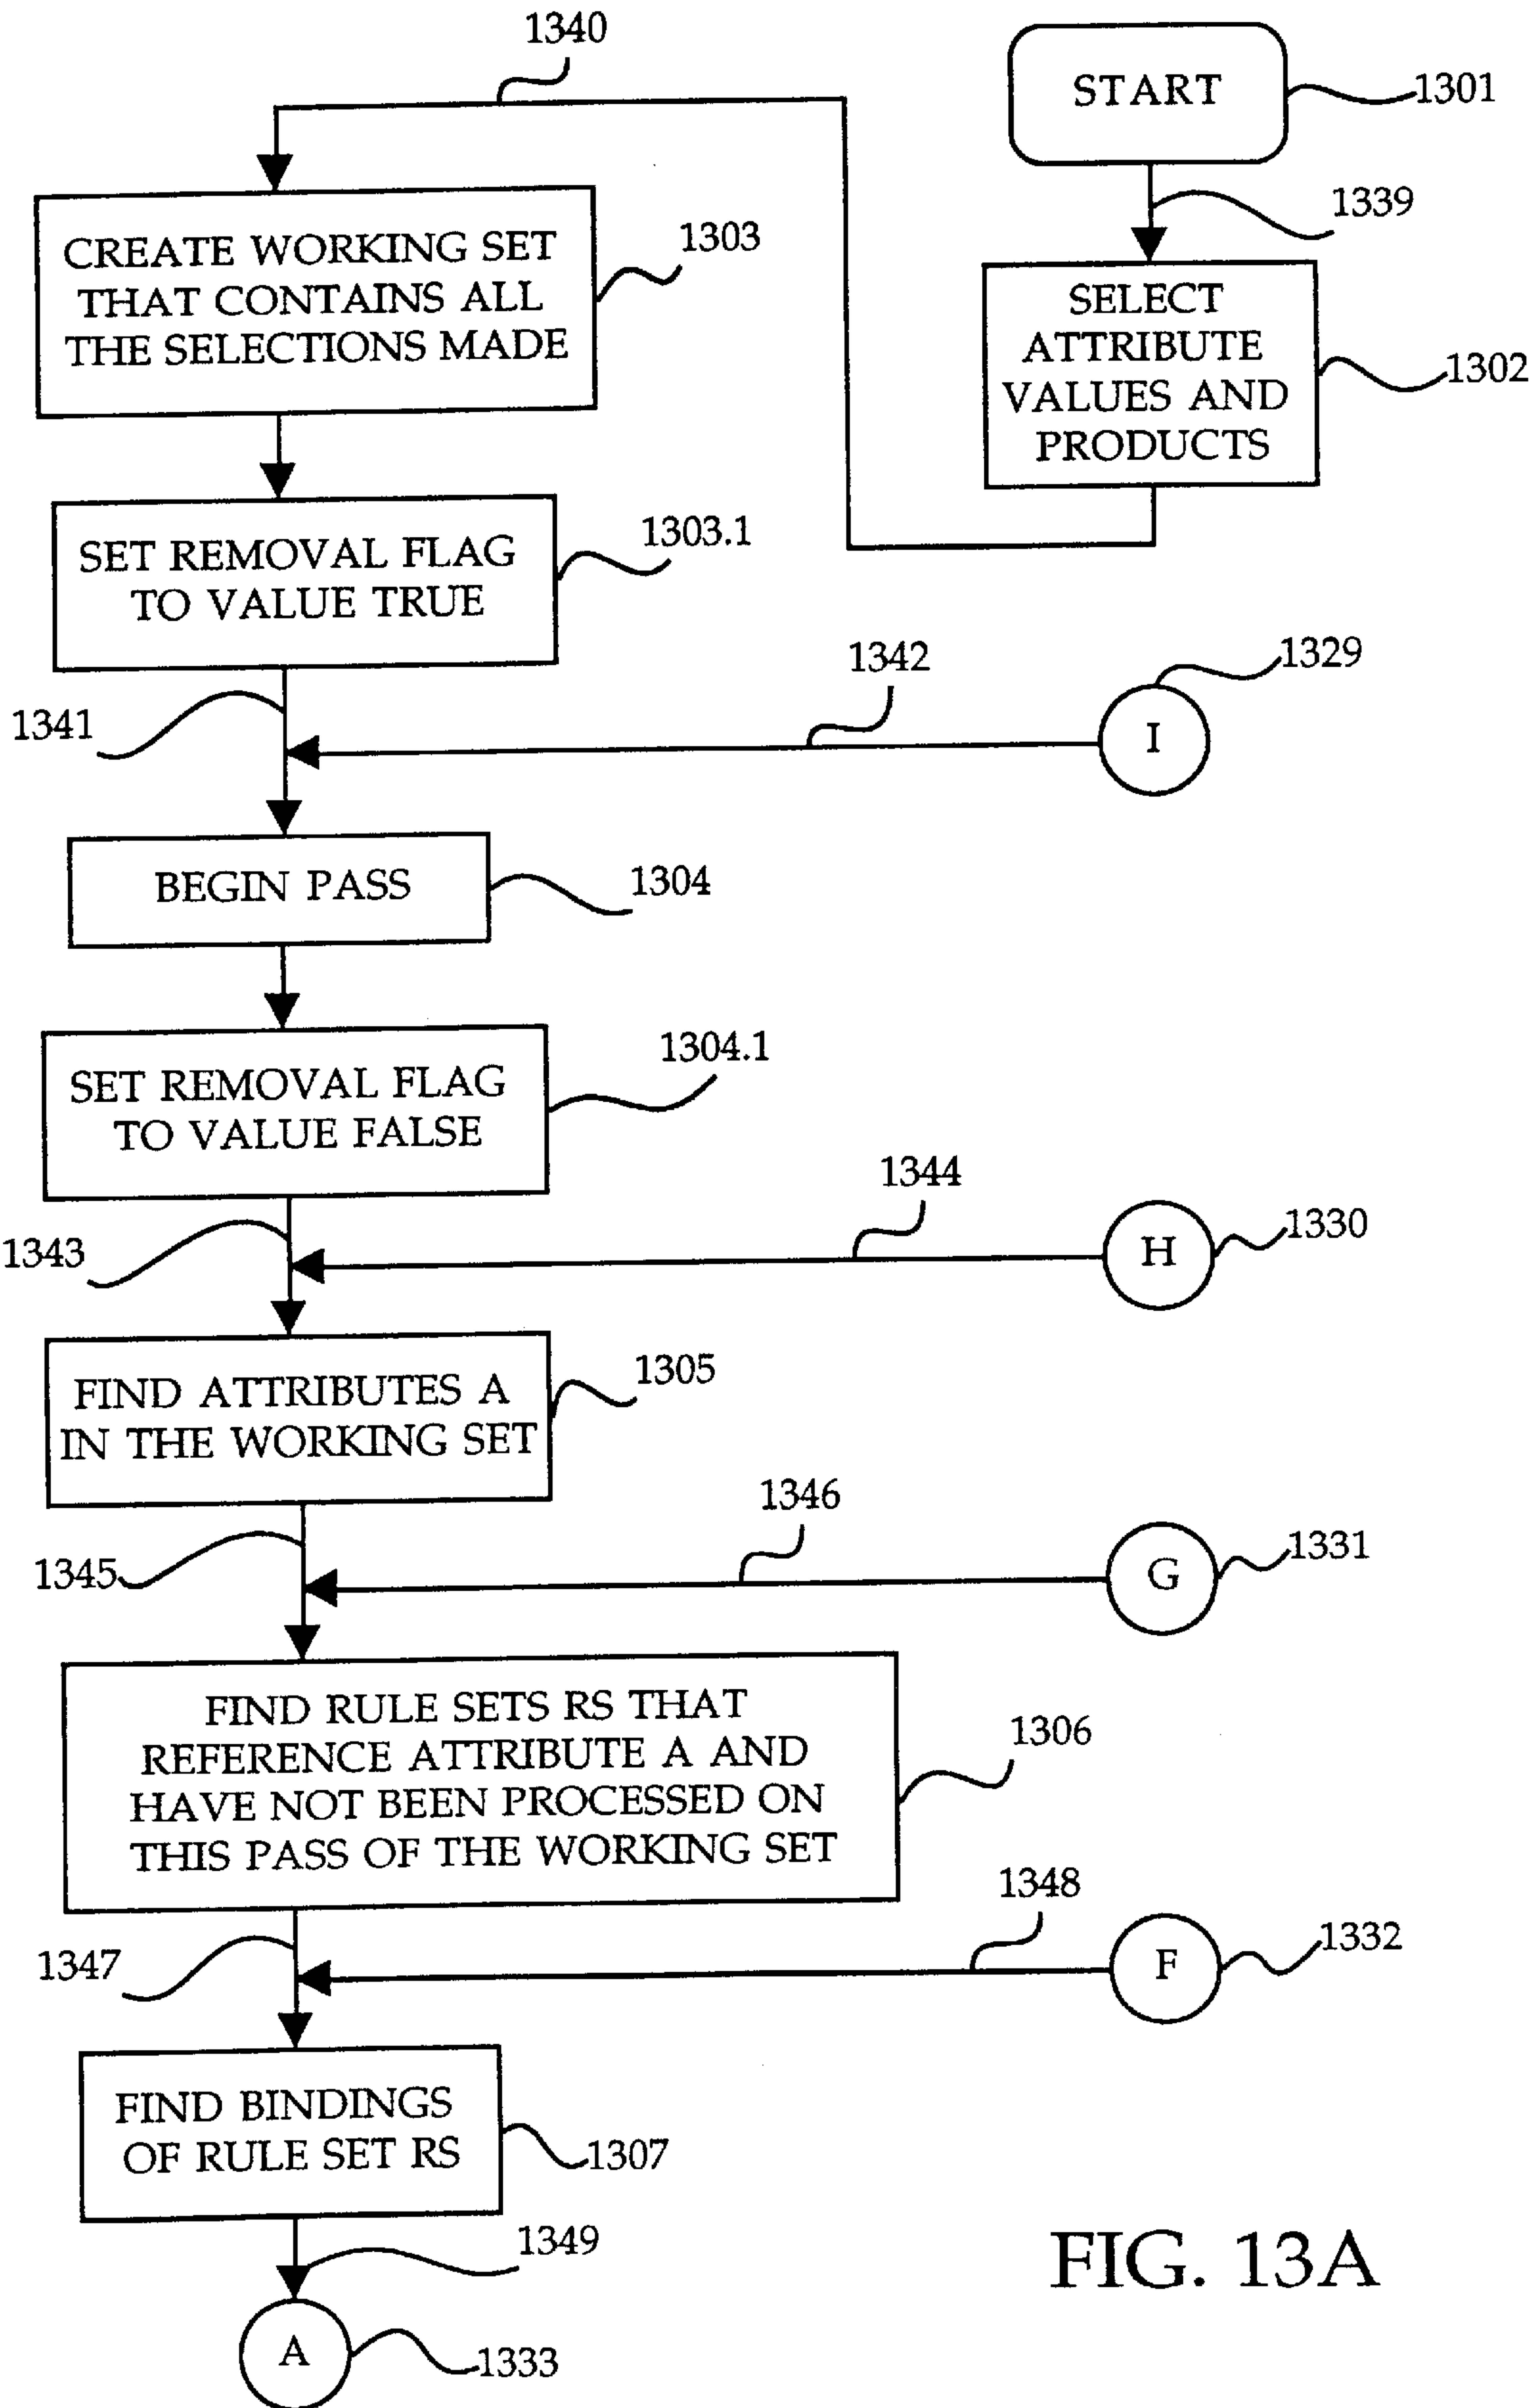 1340
START
1301
1339
SELECT
ATTRIBUTE
VALUES AND
PRODUCTS
1302
CREATE WORKING SET
THAT CONTAINS ALL
THE SELECTIONS MADE
1303
SET REMOVAL FLAG
TO VALUE TRUE
1303.1
1341
1342
I
1329
BEGIN PASS
1304
SET REMOVAL FLAG
TO VALUE FALSE
1304.1
1343
1344
H
1330
FIND ATTRIBUTES A
IN THE WORKING SET
1305
1345
1346
G
1331
FIND RULE SETS RS THAT
REFERENCE ATTRIBUTE A AND
HAVE NOT BEEN PROCESSED ON
THIS PASS OF THE WORKING SET
1306
1347
1348
F
1332
FIND BINDINGS
OF RULE SET RS
1307
1349
A
1333
FIG. 13A